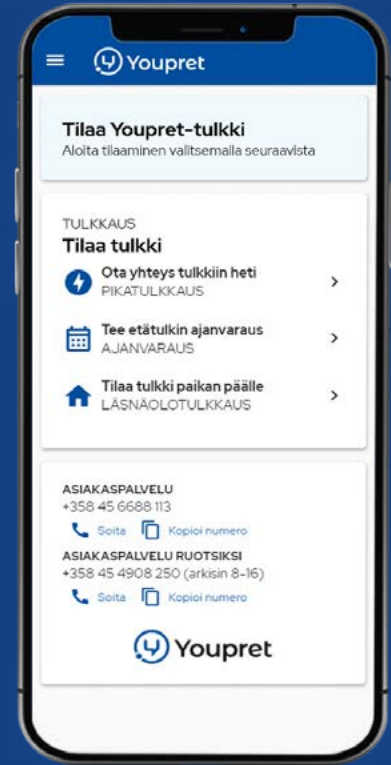 Youpret
Tilaa Youpret-tulkki
Aloita tilaaminen valitsemalla seuraavista
TULKKAUS
Tilaa tulkki
Ota yhteys tulkkiin heti
PIKATULKKAUS
Tee etätulkin ajanvaraus
AJANVARAUS
Tilaa tulkki paikan päälle
LÄSNÄOLOTULKKAUS
ASIAKASPALVELU
+358 45 6688 113
Soita Kopioi numero
ASIAKASPALVELU RUOTSIKSI
+358 45 4908 250 (arkisin 8-16)
Soita Kopioi numero
Youpret